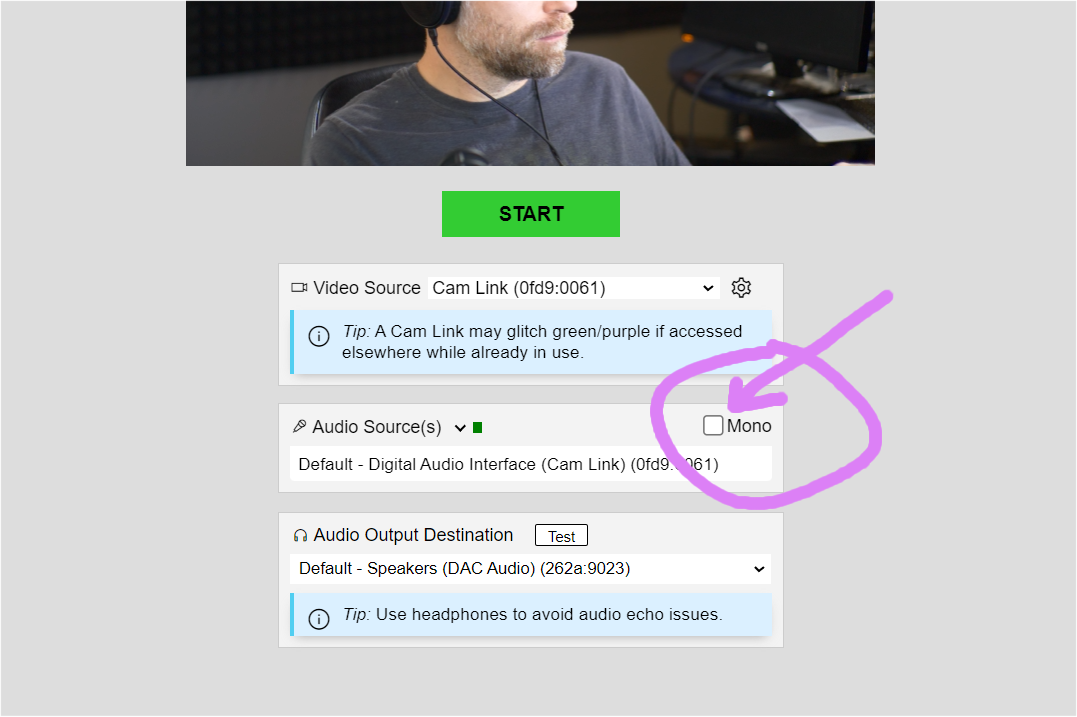 START
Video Source Cam Link (0fd9:0061)
Tip: A Cam Link may glitch green/purple if accessed
elsewhere while already in use.
Audio Source(s) Mono
Default - Digital Audio Interface (Cam Link) (0fd9:0061)
Audio Output Destination Test
Default - Speakers (DAC Audio) (262a:9023)
Tip: Use headphones to avoid audio echo issues.